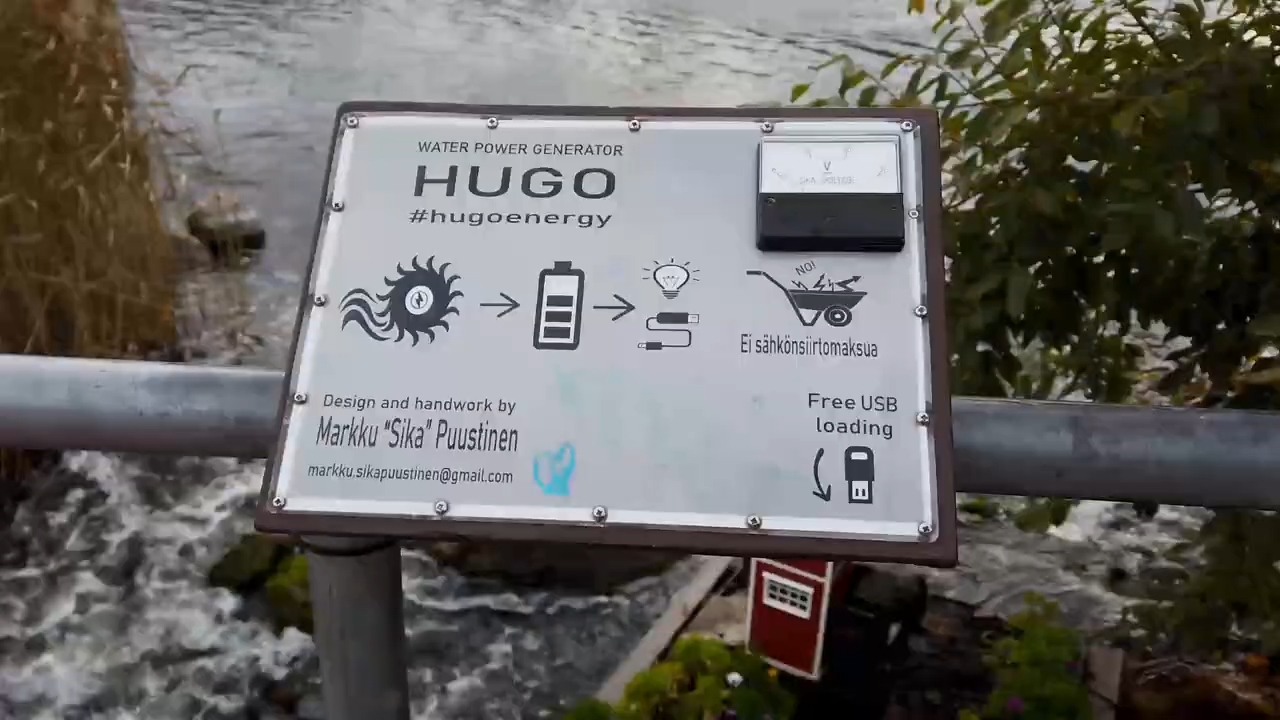 WATER POWER GENERATOR
HUGO
#hugoenergy
V
NO!
Ei sähkönsiirtomaksua
Design and handwork by
Markku "Sika" Puustinen
markku.sikapuustinen@gmail.com
Free USB
loading